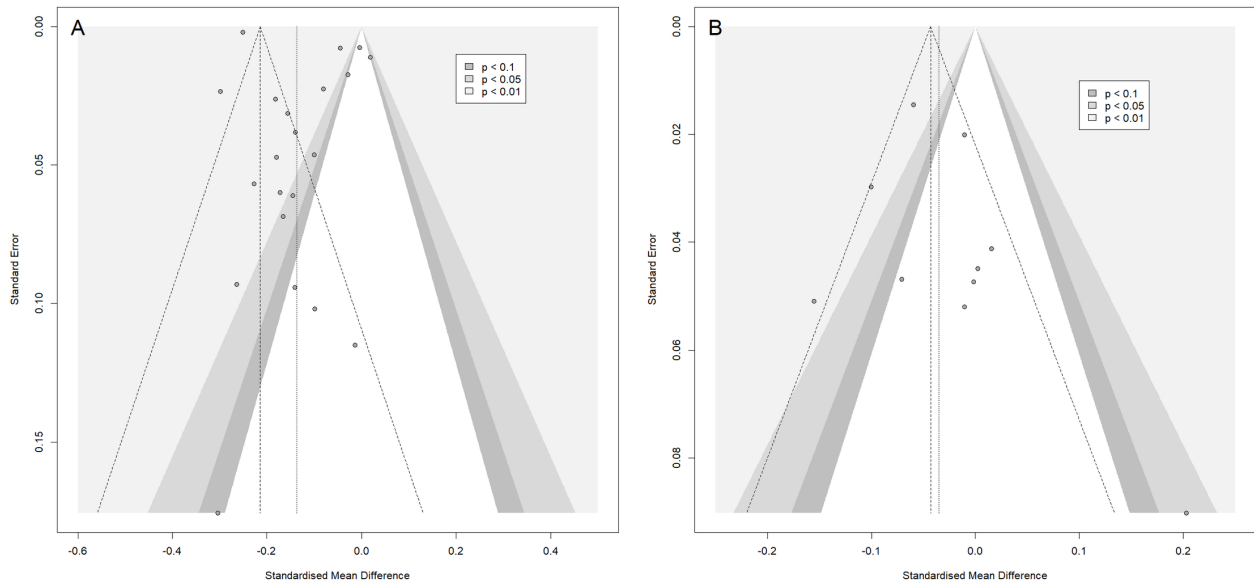 A
p < 0.1
p < 0.05
p < 0.01
0.00
0.05
0.10
0.15
Standard Error
-0.6
-0.4
-0.2
0.0
0.2
0.4
Standardised Mean Difference
B
p < 0.1
p < 0.05
p < 0.01
0.00
0.02
0.04
0.06
0.08
Standard Error
-0.2
-0.1
0.0
0.1
0.2
Standardised Mean Difference